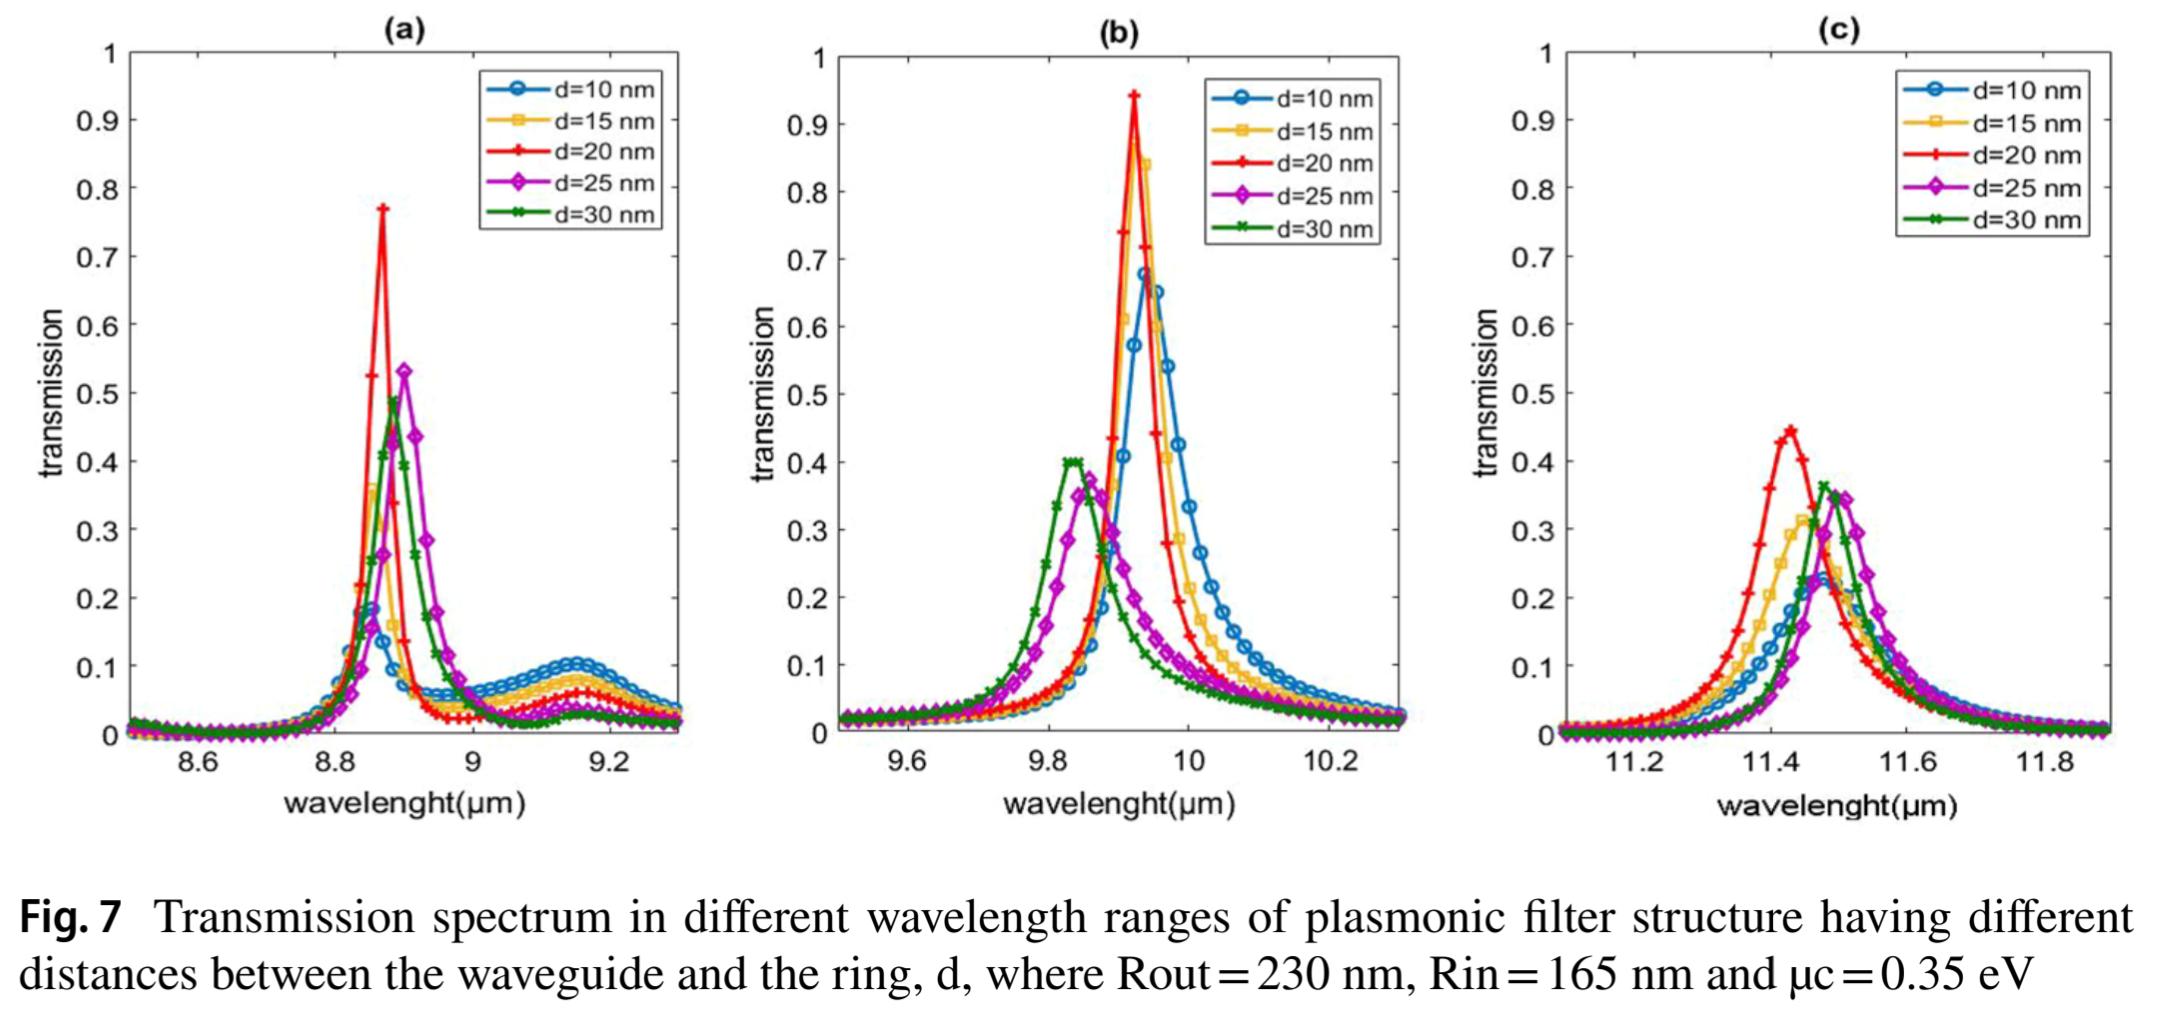 (a)
1
0.9
0.8
0.7
0.6
0.5
0.4
0.3
0.2
0.1
0
transmission
d=10 nm
d=15 nm
d=20 nm
d=25 nm
d=30 nm
8.6 8.8 9 9.2
wavelenght(μm)
(b)
1
0.9
0.8
0.7
0.6
0.5
0.4
0.3
0.2
0.1
0
transmission
d=10 nm
d=15 nm
d=20 nm
d=25 nm
d=30 nm
9.6 9.8 10 10.2
wavelenght(μm)
(c)
1
0.9
0.8
0.7
0.6
0.5
0.4
0.3
0.2
0.1
0
transmission
d=10 nm
d=15 nm
d=20 nm
d=25 nm
d=30 nm
11.2 11.4 11.6 11.8
wavelenght(μm)
Fig. 7 Transmission spectrum in different wavelength ranges of plasmonic filter structure having different
distances between the waveguide and the ring, d, where Rout=230 nm, Rin=165 nm and μc=0.35 eV